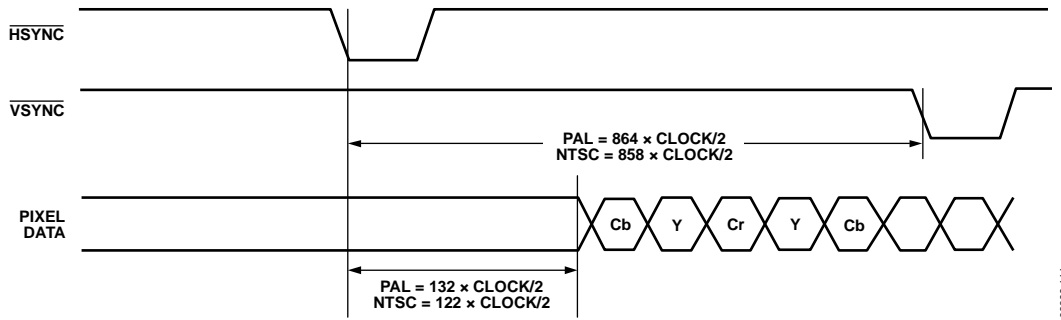 HSYNC
VSYNC
PAL = 864 × CLOCK/2
NTSC = 858 × CLOCK/2
PIXEL
DATA
Cb
Y
Cr
Y
Cb
PAL = 132 × CLOCK/2
NTSC = 122 × CLOCK/2